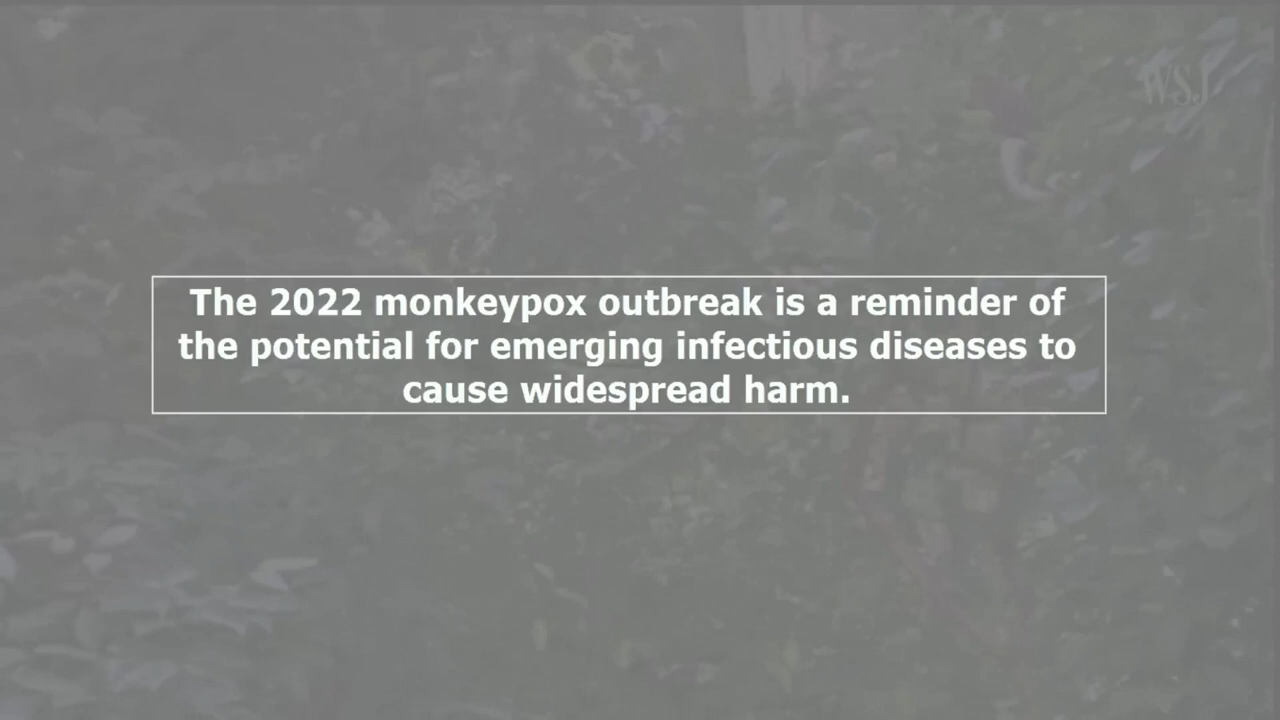 WSJ
The 2022 monkeypox outbreak is a reminder of
the potential for emerging infectious diseases to
cause widespread harm.